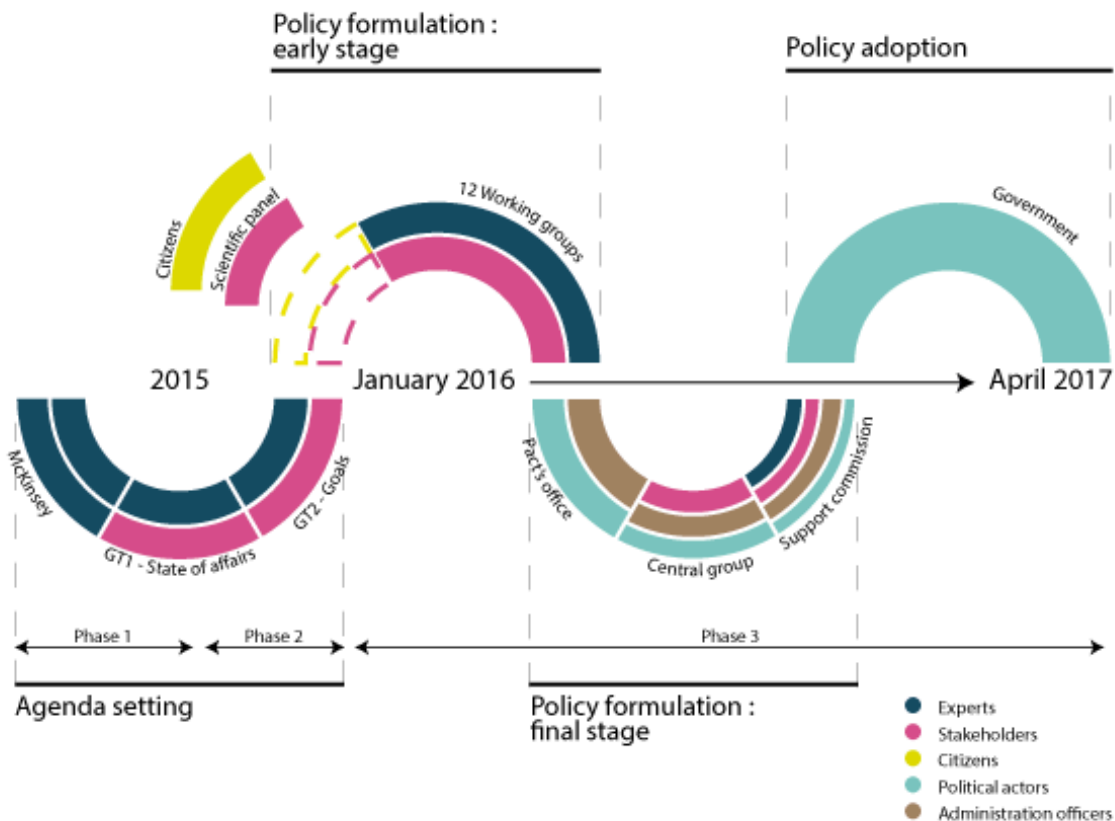 Policy formulation :
early stage
Policy adoption
Citizens
Scientific panel
12 Working groups
Government
2015
January 2016
April 2017
McKinsey
GT1 - State of affairs
GT2 - Goals
Pact's office
Central group
Support commission
Phase 1
Phase 2
Phase 3
Agenda setting
Policy formulation :
final stage
Experts
Stakeholders
Citizens
Political actors
Administration officers